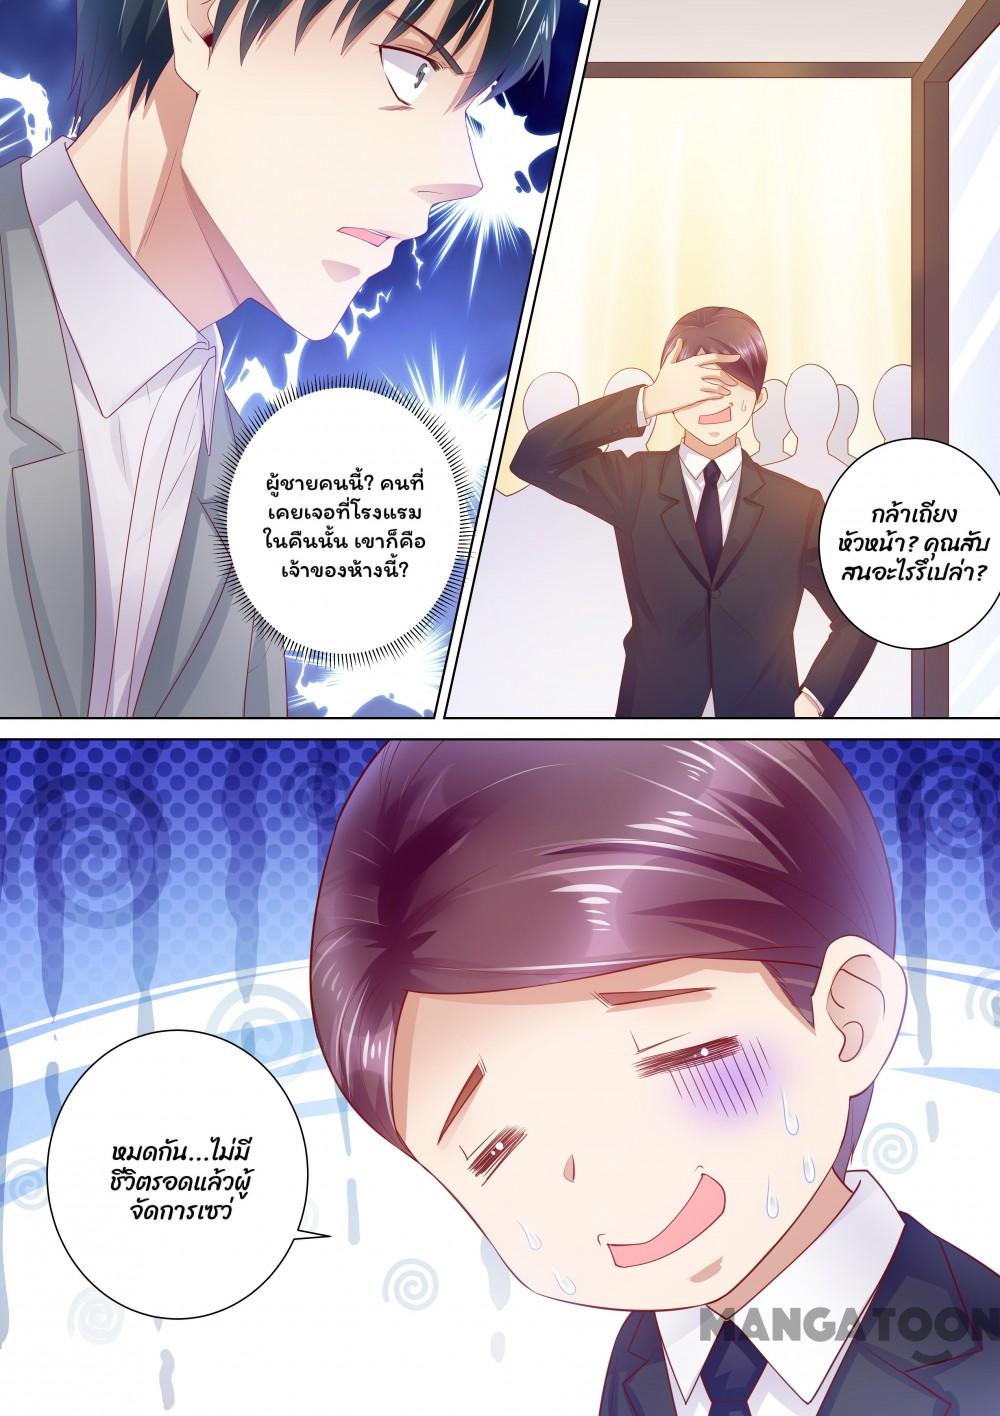 ผู้ชายคนนี้? คนที่
เคยเจอที่โรงแรม
ในคืนนั้น เขาก็คือ
เจ้าของห้างนี้?
กล้าเถียง
หัวหน้า? คุณสับ
สนอะไรรึเปล่า?
หมดกัน...ไม่มี
ชีวิตรอดแล้วผู้
จัดการเซว่
MANGATOON